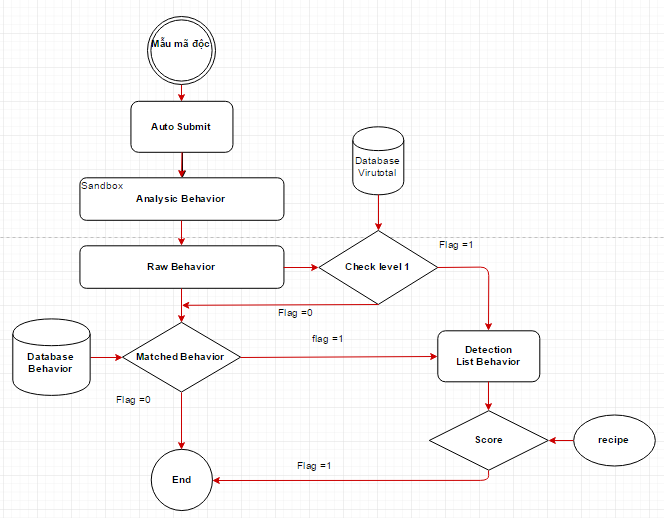 Mẫu mã độc
Auto Submit
Sandbox
Analysic Behavior
Database
Virutotal
Raw Behavior
Check level 1
Flag =1
Flag =0
Database
Behavior
Matched Behavior
flag =1
Detection
List Behavior
Flag =0
Score
recipe
End
Flag =1